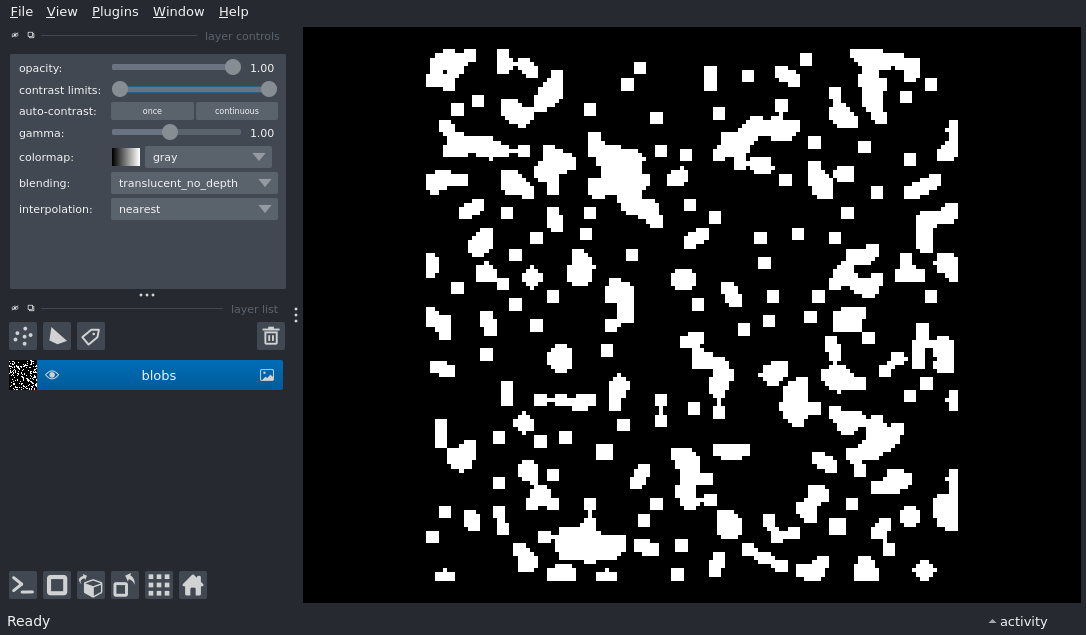 File View Plugins Window Help
layer controls
opacity: 1.00
contrast limits:
auto-contrast: once continuous
gamma: 1.00
colormap: gray
blending: translucent_no_depth
interpolation: nearest
layer list
blobs
Ready
activity